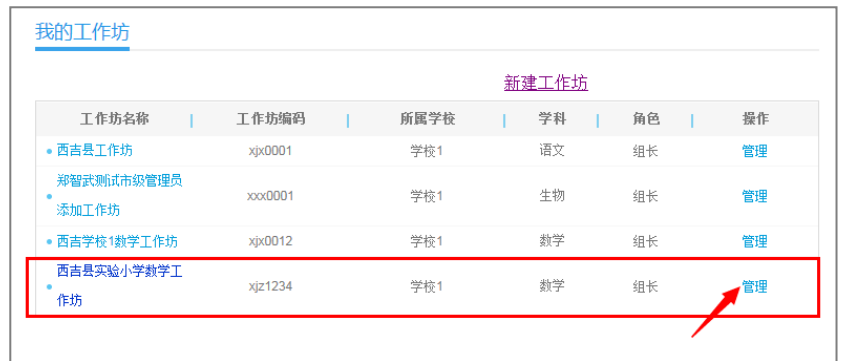 我的工作坊
新建工作坊
工作坊名称 | 工作坊编码 | 所属学校 | 学科 | 角色 | 操作
西吉县工作坊 xjx0001 学校1 语文 组长 管理
郑智武测试市级管理员
添加工作坊 xxx0001 学校1 生物 组长 管理
西吉学校1数学工作坊 xjx0012 学校1 数学 组长 管理
西吉县实验小学数学工
作坊 xjz1234 学校1 数学 组长 管理